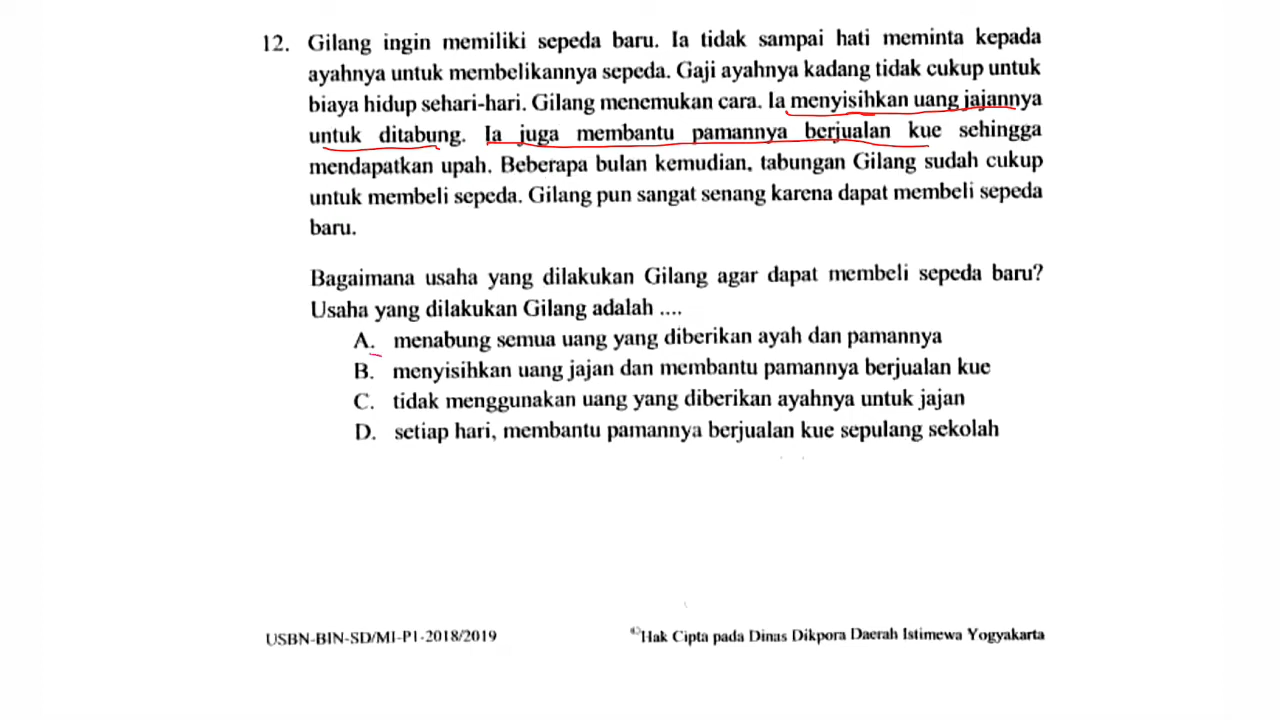 12. Gilang ingin memiliki sepeda baru. Ia tidak sampai hati meminta kepada
ayahnya untuk membelikannya sepeda. Gaji ayahnya kadang tidak cukup untuk
biaya hidup sehari-hari. Gilang menemukan cara. Ia menyisihkan uang jajannya
untuk ditabung. Ia juga membantu pamannya berjualan kue sehingga
mendapatkan upah. Beberapa bulan kemudian, tabungan Gilang sudah cukup
untuk membeli sepeda. Gilang pun sangat senang karena dapat membeli sepeda
baru.
Bagaimana usaha yang dilakukan Gilang agar dapat membeli sepeda baru?
Usaha yang dilakukan Gilang adalah ....
A. menabung semua uang yang diberikan ayah dan pamannya
B. menyisihkan uang jajan dan membantu pamannya berjualan kue
C. tidak menggunakan uang yang diberikan ayahnya untuk jajan
D. setiap hari, membantu pamannya berjualan kue sepulang sekolah
USBN-BIN-SD/MI-P1-2018/2019
©Hak Cipta pada Dinas Dikpora Daerah Istimewa Yogyakarta